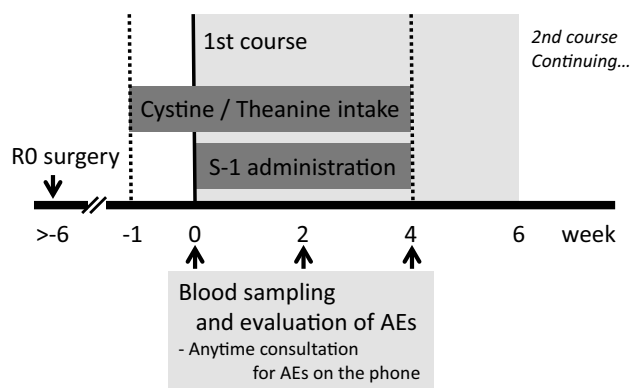 1st course
2nd course
Continuing...
Cystine / Theanine intake
R0 surgery
S-1 administration
>-6 -1 0 2 4 6 week
Blood sampling
and evaluation of AEs
- Anytime consultation
for AEs on the phone